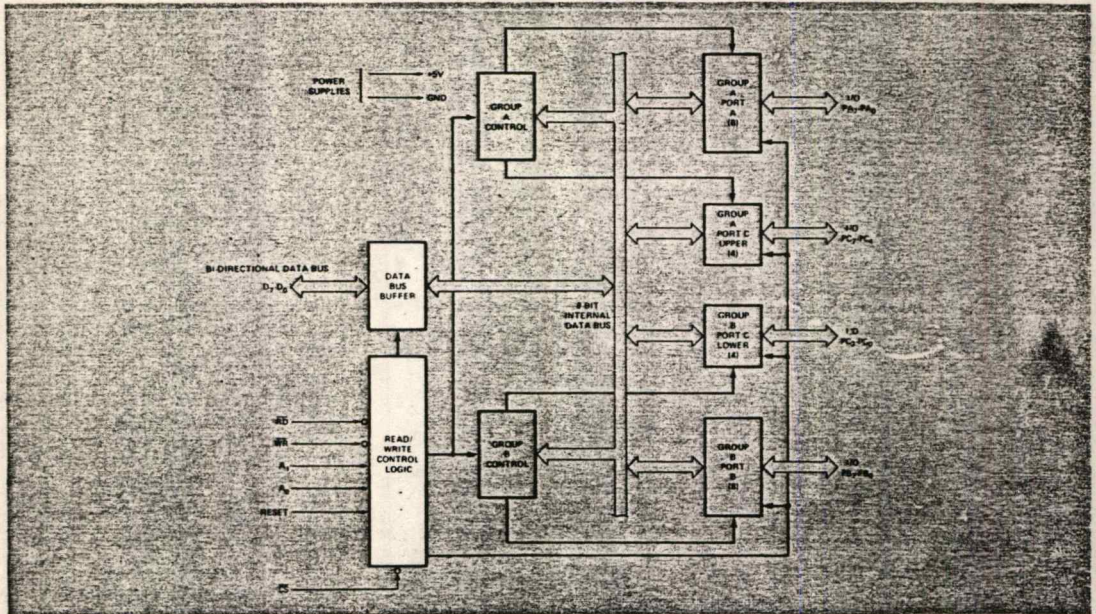 POWER
SUPPLIES
+5V
GND
GROUP
A
CONTROL
GROUP
A
PORT
A
(8)
I/O
PA7-PA0
GROUP
A
PORT C
UPPER
(4)
I/O
PC7-PC4
BI-DIRECTIONAL DATA BUS
D7-D0
DATA
BUS
BUFFER
8-BIT
INTERNAL
DATA BUS
GROUP
B
PORT C
LOWER
(4)
I/O
PC3-PC0
RD
WR
A1
A0
RESET
READ/
WRITE
CONTROL
LOGIC
GROUP
B
CONTROL
GROUP
B
PORT
B
(8)
I/O
PB7-PB0
CS